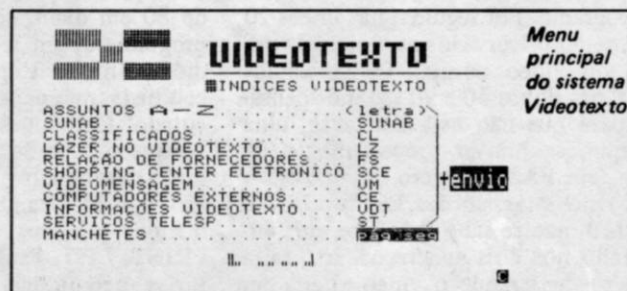 VIDEOTEXTO
INDICES VIDEOTEXTO
ASSUNTOS A - Z (letra)
SUNAB SUNAB
CLASSIFICADOS CL
LAZER NO VIDEOTEXTO LZ
RELAÇÃO DE FORNECEDORES FS
SHOPPING CENTER ELETRÔNICO SCE
VIDEOMENSAGEM VM
COMPUTADORES EXTERNOS CE
INFORMAÇÕES VIDEOTEXTO VDT
SERVIÇOS TELESP ST
MANCHETES pag.seg
+envio
C
Menu
principal
do sistema
Videotexto